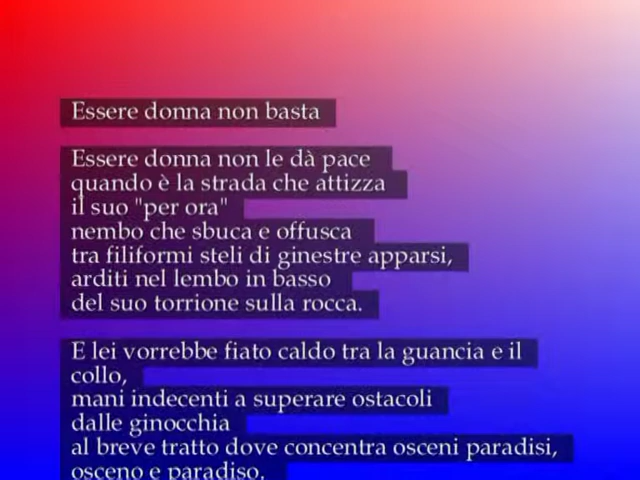 Essere donna non basta
Essere donna non le dà pace
quando è la strada che attizza
il suo "per ora"
nembo che sbuca e offusca
tra filiformi steli di ginestre apparsi,
arditi nel lembo in basso
del suo torrione sulla rocca.
E lei vorrebbe fiato caldo tra la guancia e il
collo,
mani indecenti a superare ostacoli
dalle ginocchia
al breve tratto dove concentra osceni paradisi,
osceno e paradiso.